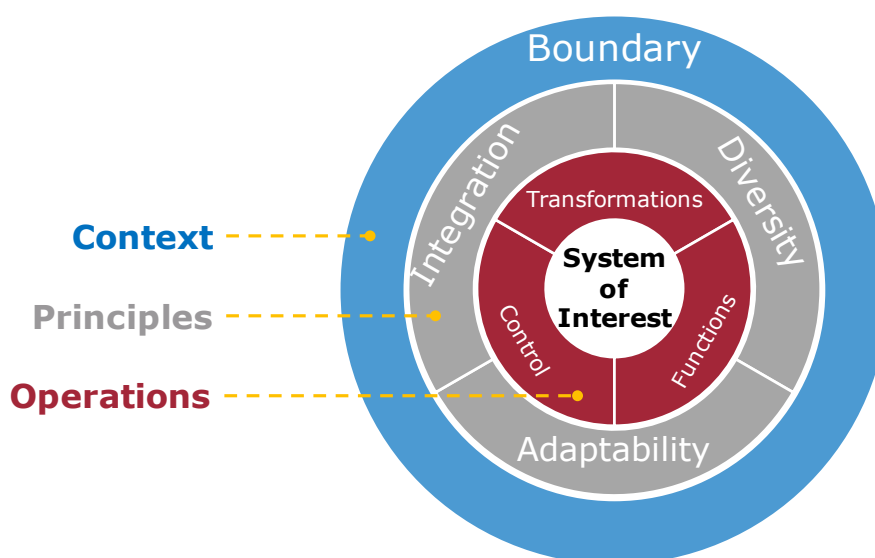 Boundary
Integration
Diversity
Transformations
Context
System
of
Interest
Principles
Control
Functions
Operations
Adaptability